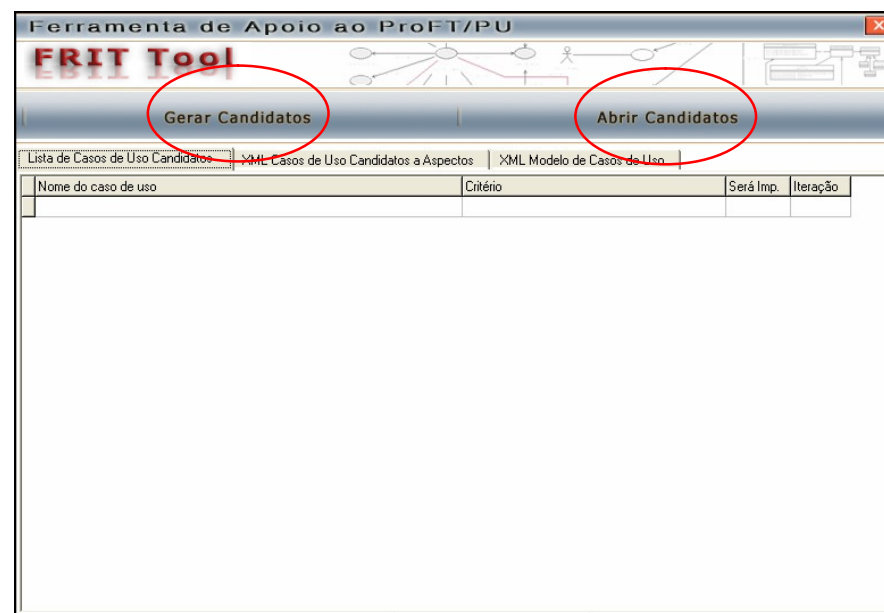 Ferramenta de Apoio ao ProFT/PU
FRIT Tool
Gerar Candidatos
Abrir Candidatos
Lista de Casos de Uso Candidatos
XML Casos de Uso Candidatos a Aspectos
XML Modelo de Casos de Uso
Nome do caso de uso
Critério
Será Imp.
Iteração